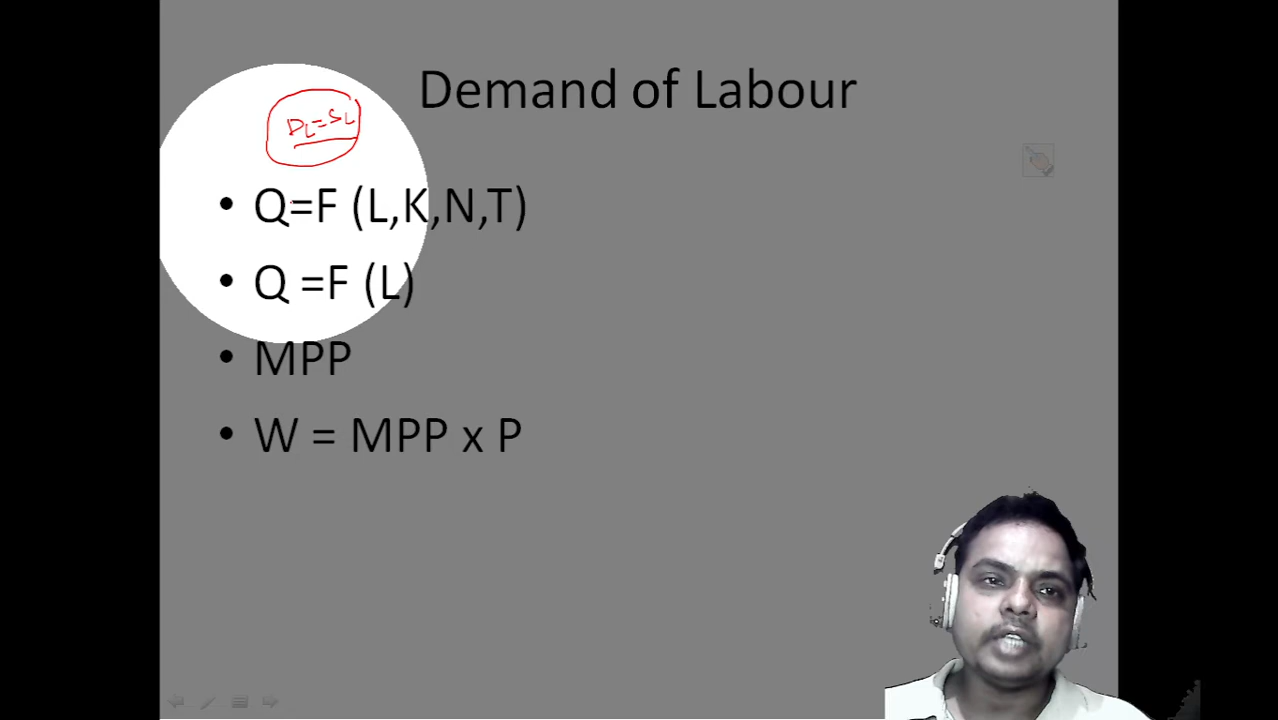 Demand of Labour
DL=SL
• Q=F (L,K,N,T)
• Q =F (L)
• MPP
• W = MPP x P